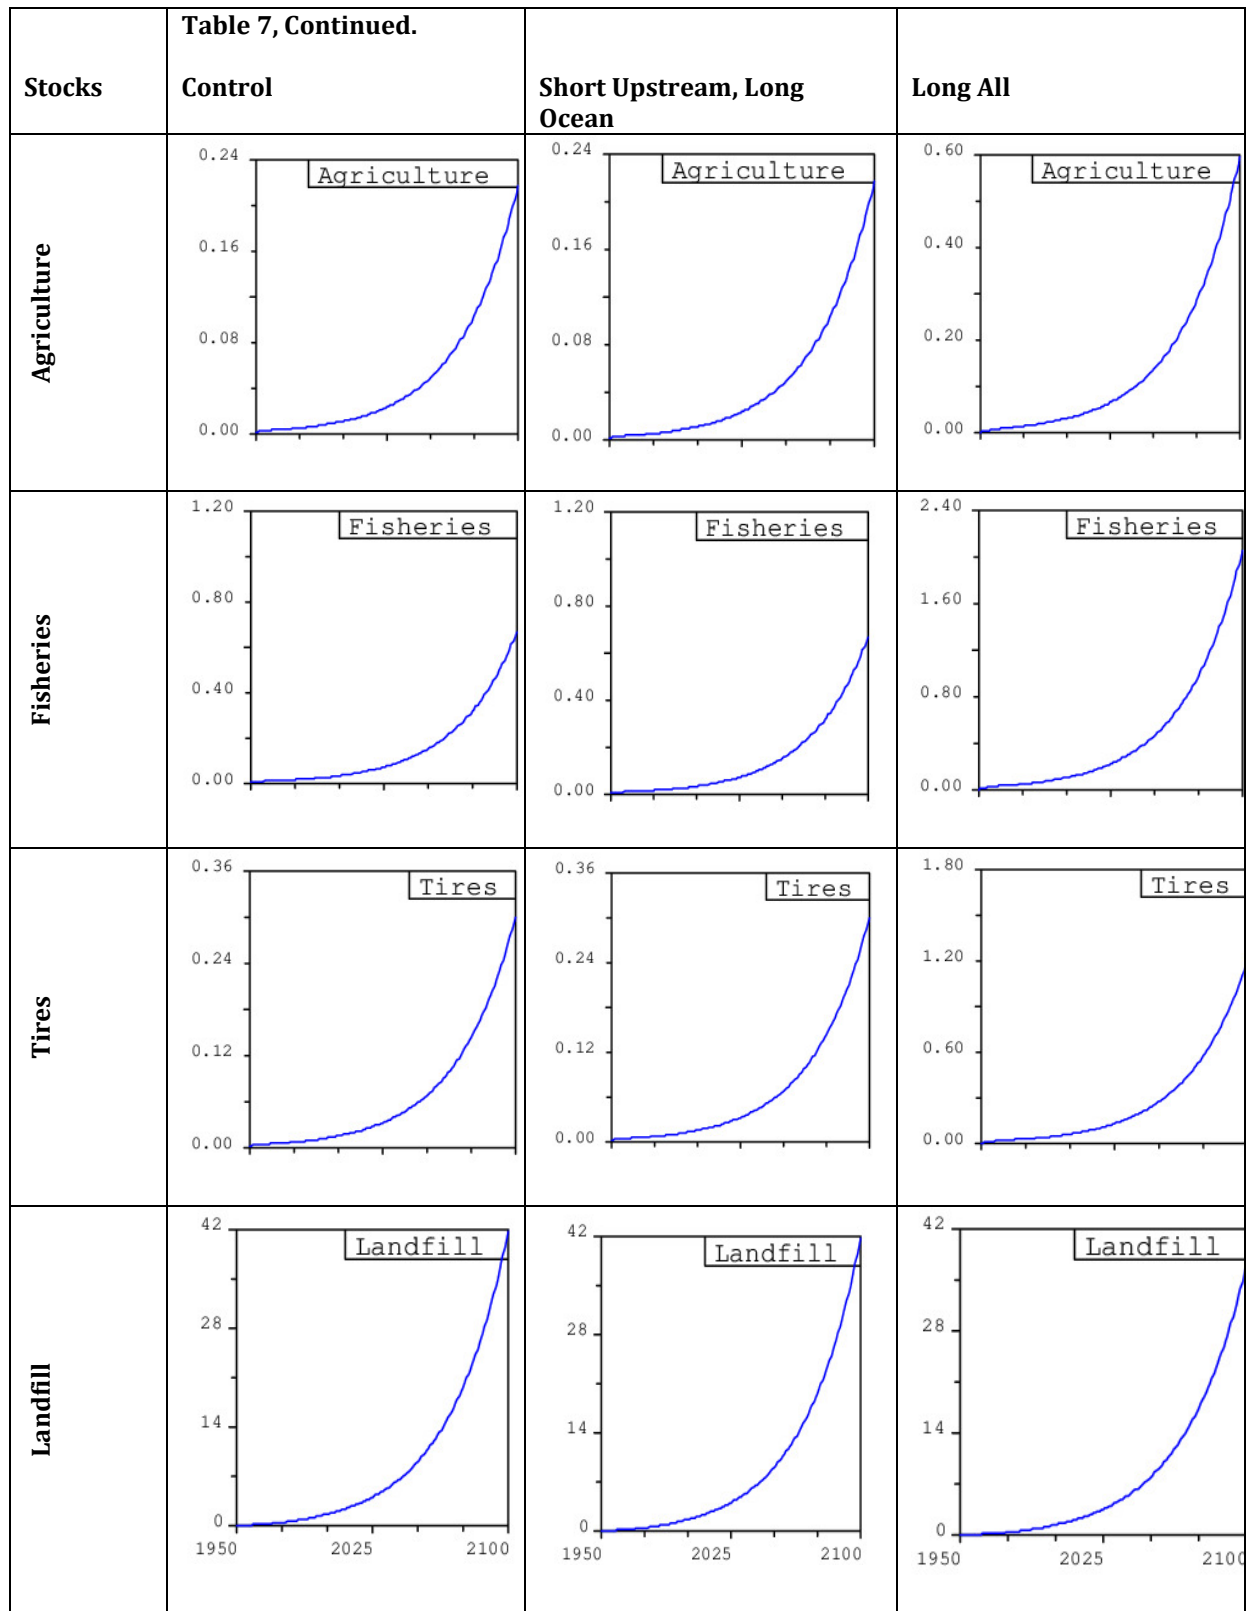 Table 7, Continued.
Stocks
Control
Short Upstream, Long
Ocean
Long All
Agriculture
0.24
Agriculture
0.16
0.08
0.00
0.24
Agriculture
0.16
0.08
0.00
0.60
Agriculture
0.40
0.20
0.00
Fisheries
1.20
Fisheries
0.80
0.40
0.00
1.20
Fisheries
0.80
0.40
0.00
2.40
Fisheries
1.60
0.80
0.00
Tires
0.36
Tires
0.24
0.12
0.00
0.36
Tires
0.24
0.12
0.00
1.80
Tires
1.20
0.60
0.00
Landfill
42
Landfill
28
14
0
1950 2025 2100
42
Landfill
28
14
0
1950 2025 2100
42
Landfill
28
14
0
1950 2025 2100